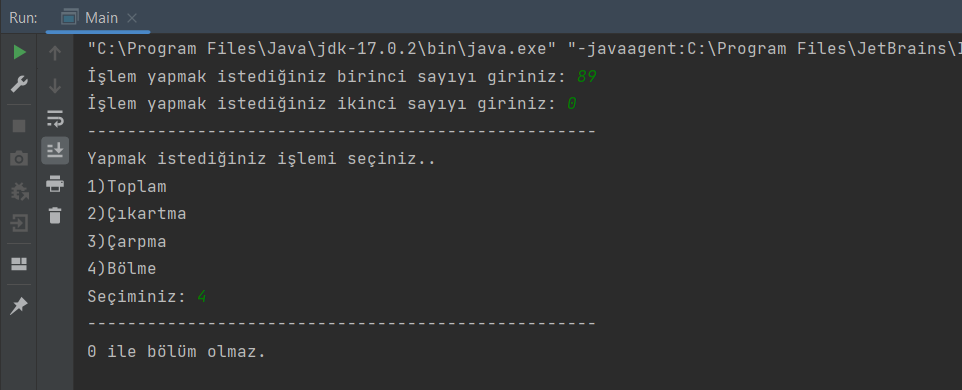 Run: Main
"C:\Program Files\Java\jdk-17.0.2\bin\java.exe" "-javaagent:C:\Program Files\JetBrains\
İşlem yapmak istediğiniz birinci sayıyı giriniz: 89
İşlem yapmak istediğiniz ikinci sayıyı giriniz: 0
---------------------------------------------------
Yapmak istediğiniz işlemi seçiniz..
1)Toplam
2)Çıkartma
3)Çarpma
4)Bölme
Seçiminiz: 4
---------------------------------------------------
0 ile bölüm olmaz.